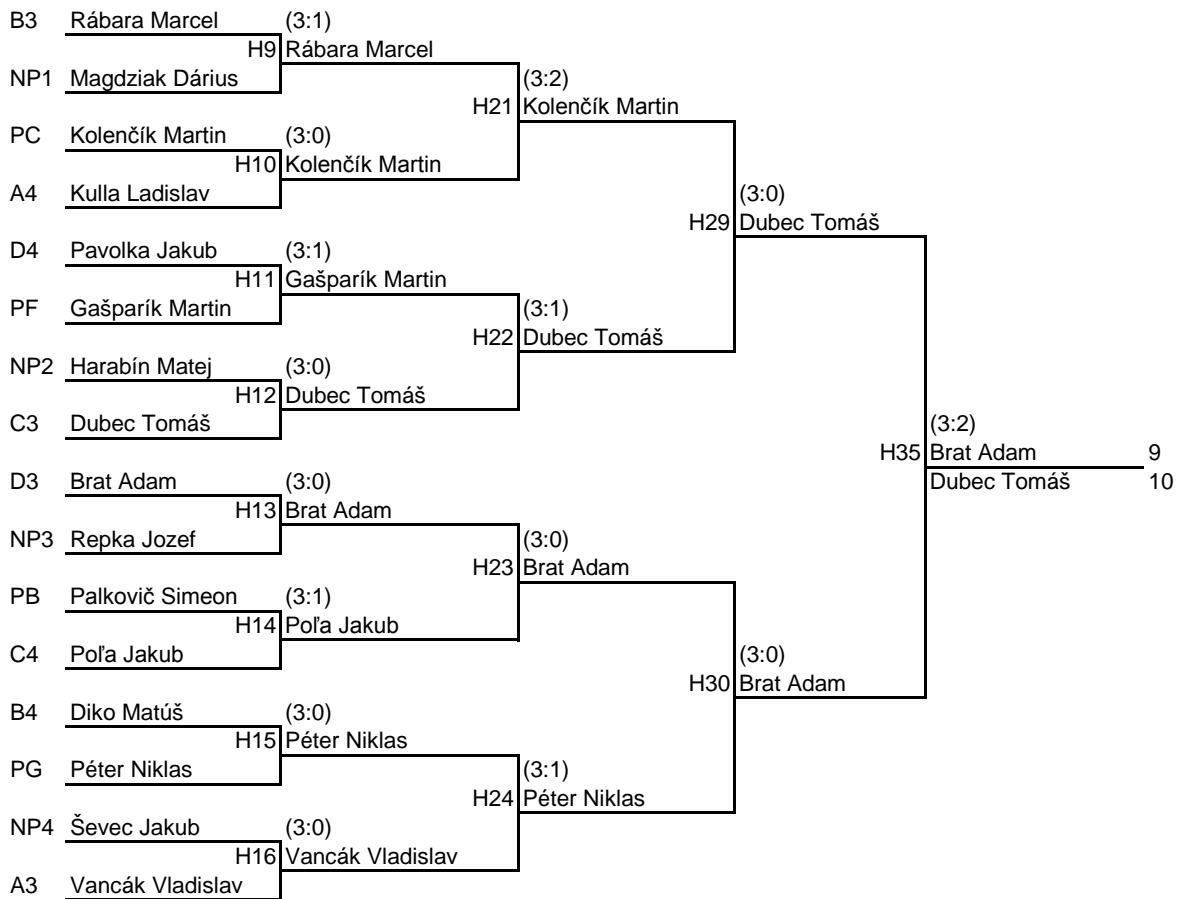 B3 Rábara Marcel (3:1)
H9 Rábara Marcel
NP1 Magdziak Dárius (3:2)
H21 Kolenčík Martin
PC Kolenčík Martin (3:0)
H10 Kolenčík Martin
A4 Kulla Ladislav (3:0)
H29 Dubec Tomáš
D4 Pavolka Jakub (3:1)
H11 Gašparík Martin
PF Gašparík Martin (3:1)
H22 Dubec Tomáš
NP2 Harabín Matej (3:0)
H12 Dubec Tomáš
C3 Dubec Tomáš (3:2)
H35 Brat Adam 9
D3 Brat Adam (3:0) Dubec Tomáš 10
H13 Brat Adam
NP3 Repka Jozef (3:0)
H23 Brat Adam
PB Palkovič Simeon (3:1)
H14 Poľa Jakub
C4 Poľa Jakub (3:0)
H30 Brat Adam
B4 Diko Matúš (3:0)
H15 Péter Niklas
PG Péter Niklas (3:1)
H24 Péter Niklas
NP4 Ševec Jakub (3:0)
H16 Vancák Vladislav
A3 Vancák Vladislav